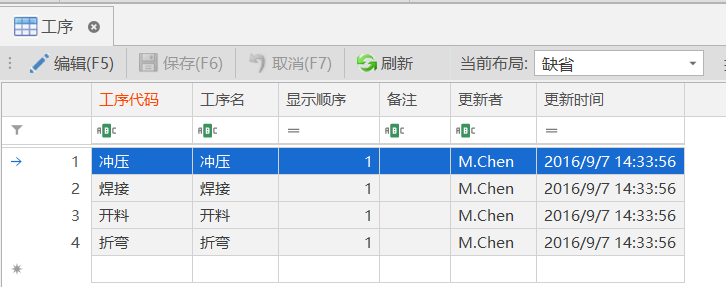 工序
编辑(F5) 保存(F6) 取消(F7) 刷新 当前布局: 缺省
工序代码 工序名 显示顺序 备注 更新者 更新时间
ABC ABC = ABC ABC =
1 冲压 冲压 1 M.Chen 2016/9/7 14:33:56
2 焊接 焊接 1 M.Chen 2016/9/7 14:33:56
3 开料 开料 1 M.Chen 2016/9/7 14:33:56
4 折弯 折弯 1 M.Chen 2016/9/7 14:33:56